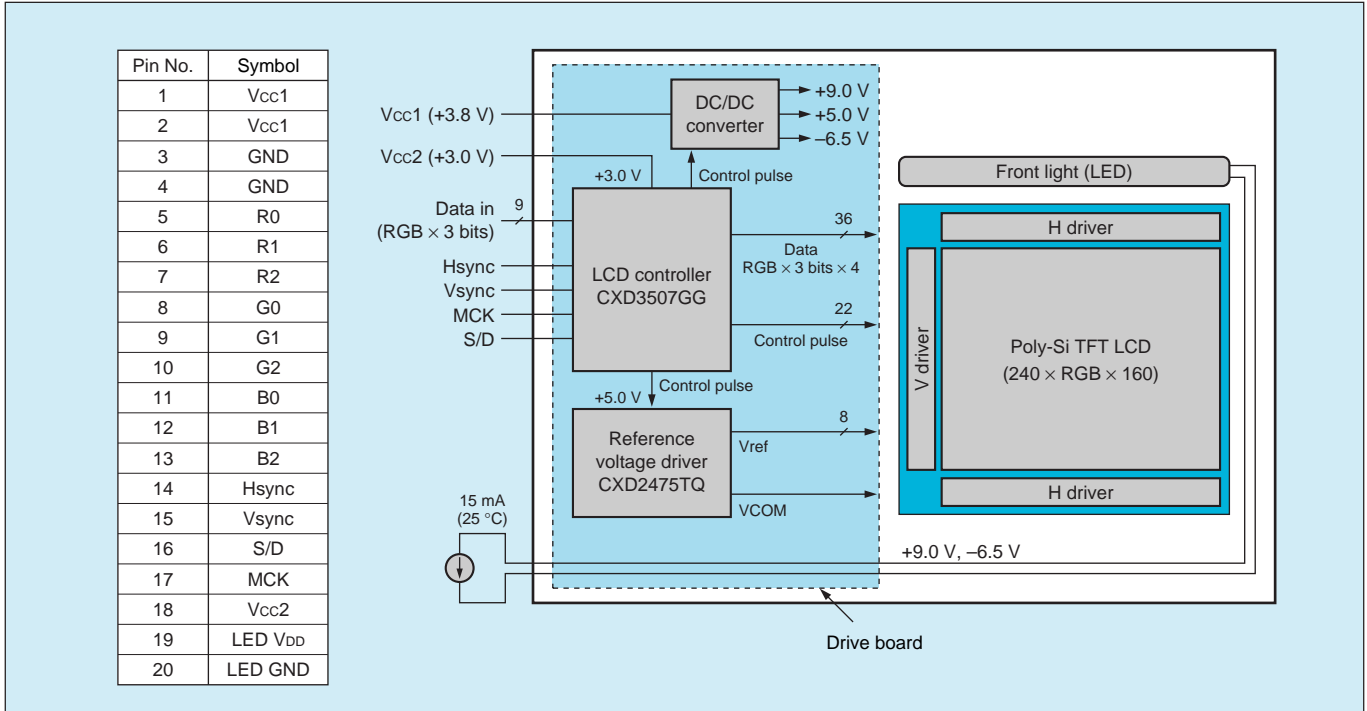 Pin No. Symbol
1 Vcc1
2 Vcc1
3 GND
4 GND
5 R0
6 R1
7 R2
8 G0
9 G1
10 G2
11 B0
12 B1
13 B2
14 Hsync
15 Vsync
16 S/D
17 MCK
18 Vcc2
19 LED VDD
20 LED GND
Vcc1 (+3.8 V)
Vcc2 (+3.0 V)
Data in
(RGB × 3 bits)
9
Hsync
Vsync
MCK
S/D
DC/DC
converter
+9.0 V
+5.0 V
–6.5 V
+3.0 V
Control pulse
LCD controller
CXD3507GG
36
Data
RGB × 3 bits × 4
22
Control pulse
Control pulse
+5.0 V
Reference
voltage driver
CXD2475TQ
8
Vref
VCOM
15 mA
(25 °C)
Front light (LED)
H driver
V driver
Poly-Si TFT LCD
(240 × RGB × 160)
H driver
+9.0 V, –6.5 V
Drive board